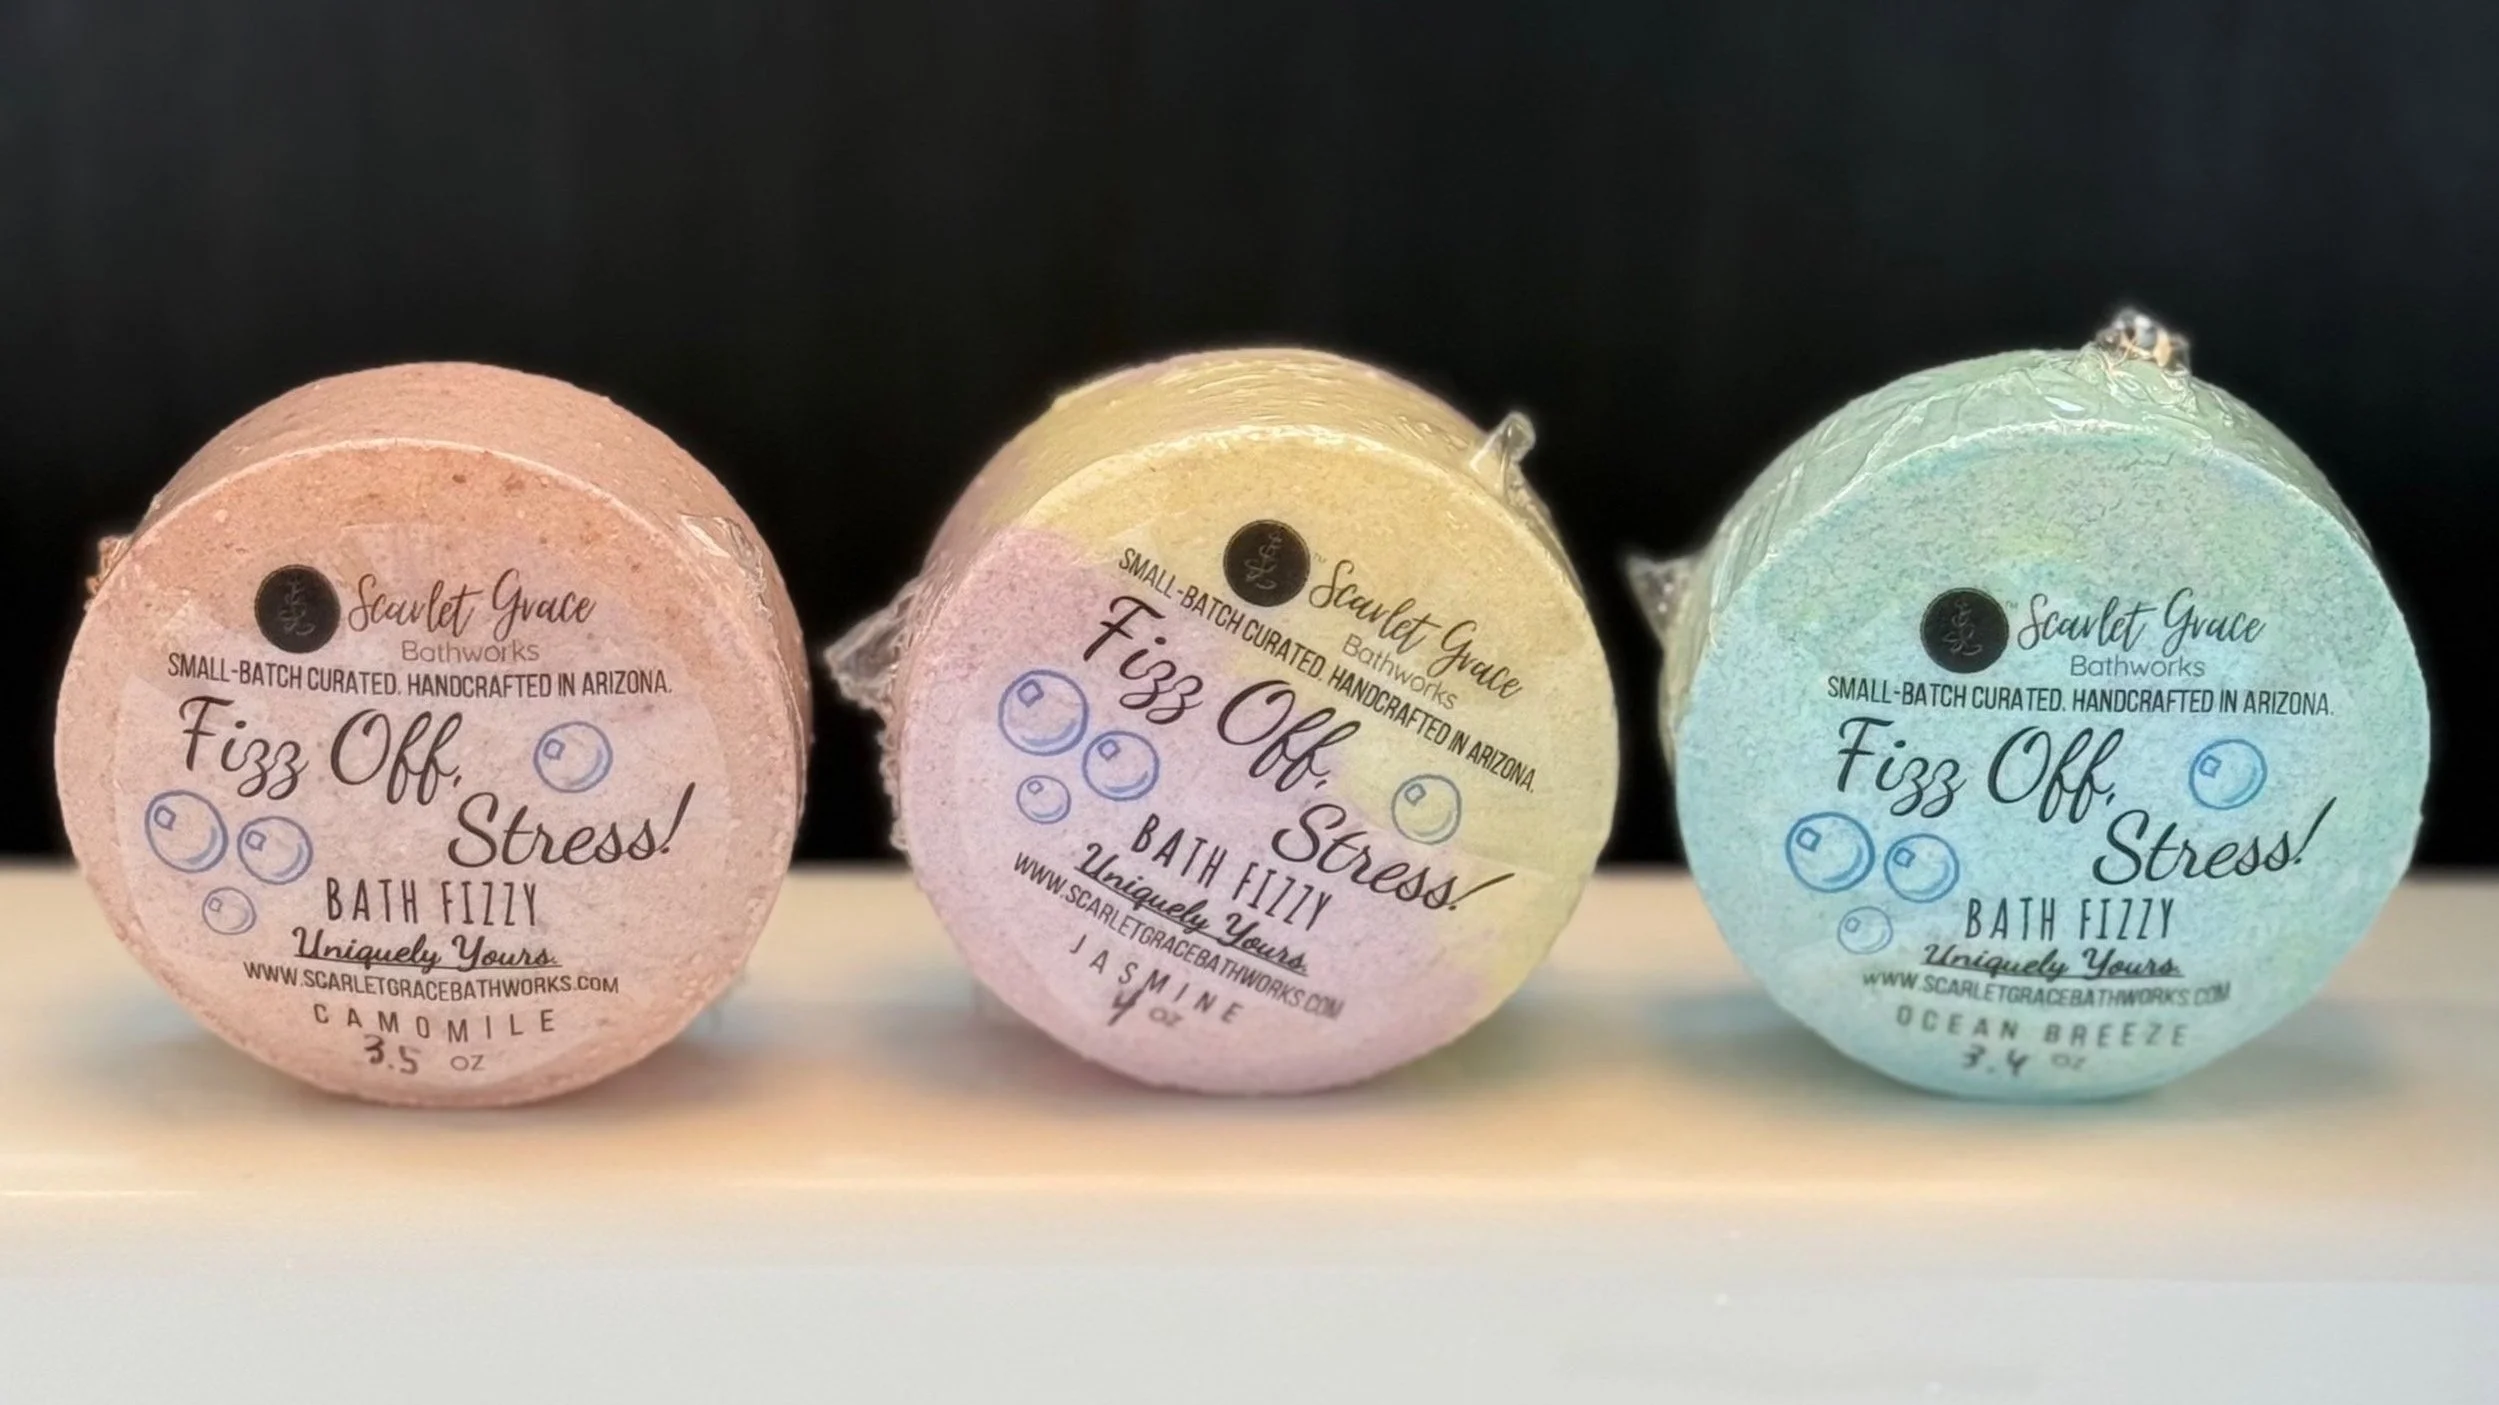 Scarlet Grace
Bathworks
SMALL-BATCH CURATED. HANDCRAFTED IN ARIZONA.
Fizz Off,
Stress!
BATH FIZZY
Uniquely Yours.
WWW.SCARLETGRACEBATHWORKS.COM
CAMOMILE
3.5 OZ
™ Scarlet Grace
Bathworks
SMALL-BATCH CURATED. HANDCRAFTED IN ARIZONA.
Fizz Off,
Stress!
BATH FIZZY
Uniquely Yours.
WWW.SCARLETGRACEBATHWORKS.COM
JASMINE
4 OZ
™ Scarlet Grace
Bathworks
SMALL-BATCH CURATED. HANDCRAFTED IN ARIZONA.
Fizz Off,
Stress!
BATH FIZZY
Uniquely Yours.
WWW.SCARLETGRACEBATHWORKS.COM
OCEAN BREEZE
3.4 OZ